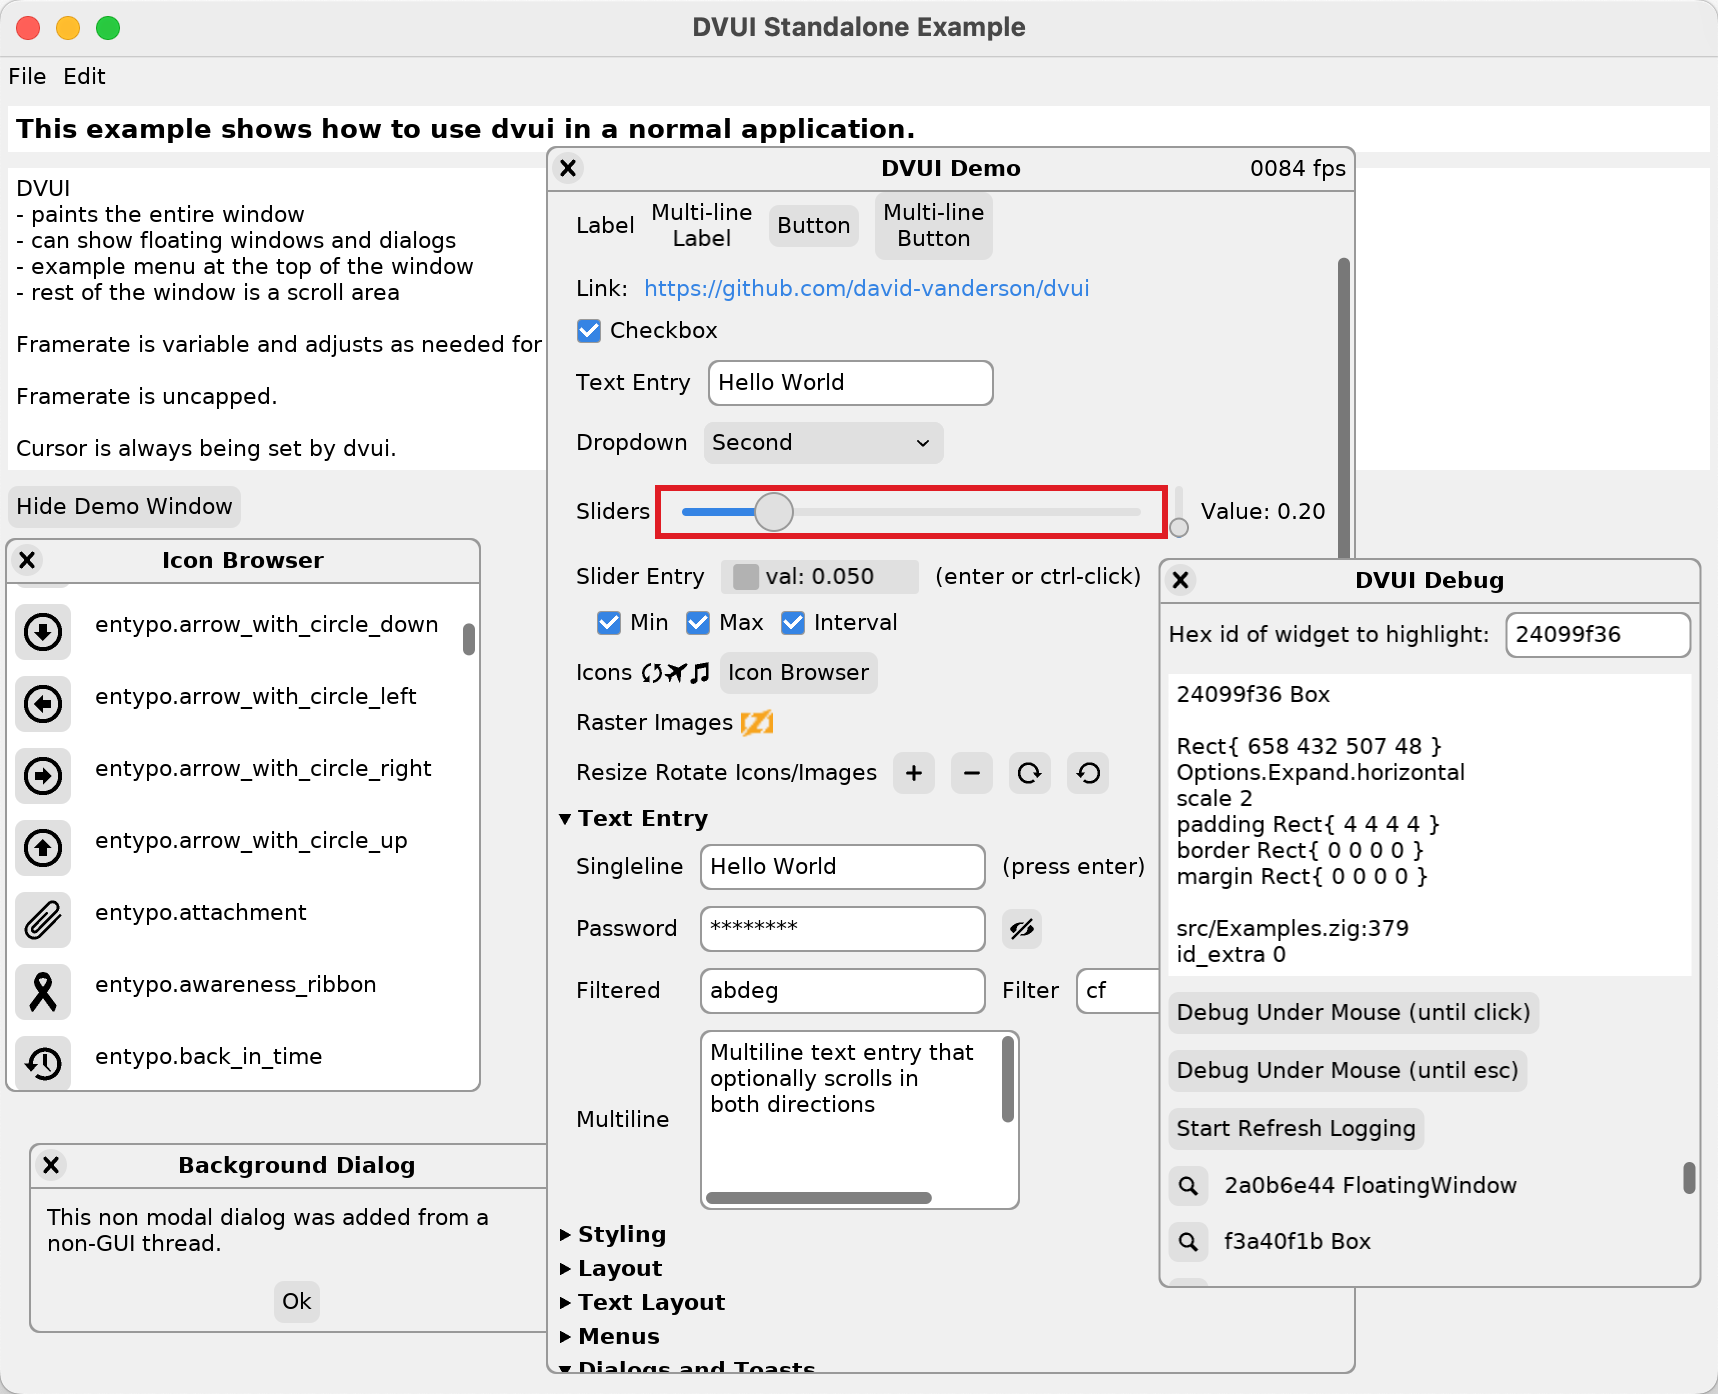 DVUI Standalone Example
File Edit
This example shows how to use dvui in a normal application.
DVUI
- paints the entire window
- can show floating windows and dialogs
- example menu at the top of the window
- rest of the window is a scroll area
Framerate is variable and adjusts as needed for
Framerate is uncapped.
Cursor is always being set by dvui.
Hide Demo Window
Icon Browser
entypo.arrow_with_circle_down
entypo.arrow_with_circle_left
entypo.arrow_with_circle_right
entypo.arrow_with_circle_up
entypo.attachment
entypo.awareness_ribbon
entypo.back_in_time
Background Dialog
This non modal dialog was added from a
non-GUI thread.
Ok
DVUI Demo 0084 fps
Label
Multi-line
Label
Button
Multi-line
Button
Link: https://github.com/david-vanderson/dvui
Checkbox
Text Entry Hello World
Dropdown Second
Sliders Value: 0.20
Slider Entry val: 0.050 (enter or ctrl-click)
Min Max Interval
Icons Icon Browser
Raster Images
Resize Rotate Icons/Images + −
Text Entry
Singleline Hello World (press enter)
Password ********
Filtered abdeg Filter cf
Multiline
Multiline text entry that
optionally scrolls in
both directions
Styling
Layout
Text Layout
Menus
Dialogs and Toasts
DVUI Debug
Hex id of widget to highlight: 24099f36
24099f36 Box
Rect{ 658 432 507 48 }
Options.Expand.horizontal
scale 2
padding Rect{ 4 4 4 4 }
border Rect{ 0 0 0 0 }
margin Rect{ 0 0 0 0 }
src/Examples.zig:379
id_extra 0
Debug Under Mouse (until click)
Debug Under Mouse (until esc)
Start Refresh Logging
2a0b6e44 FloatingWindow
f3a40f1b Box